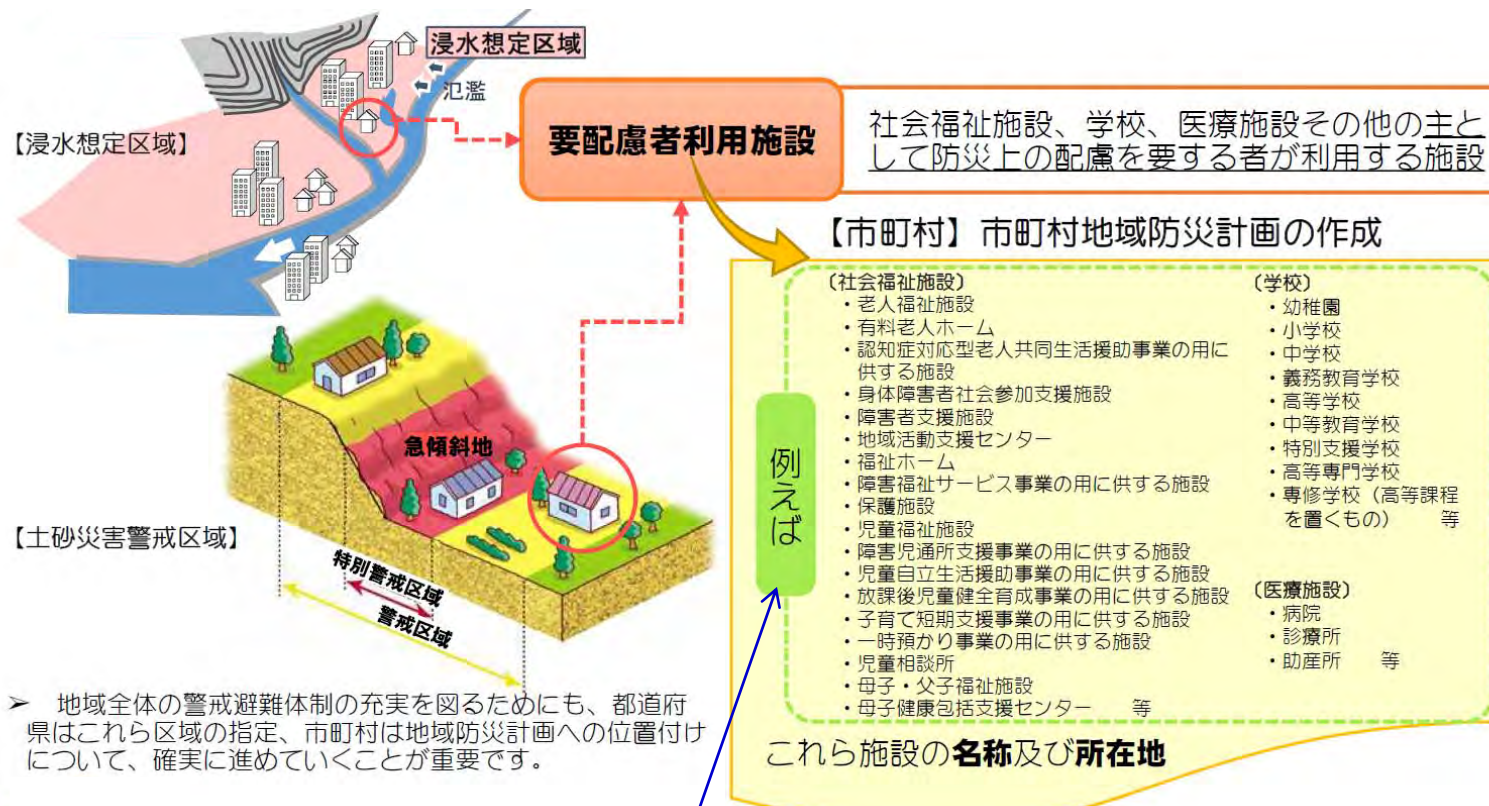 浸水想定区域
氾濫
【浸水想定区域】
要配慮者利用施設
社会福祉施設、学校、医療施設その他の主と
して防災上の配慮を要する者が利用する施設
【市町村】市町村地域防災計画の作成
例えば
〔社会福祉施設〕
・老人福祉施設
・有料老人ホーム
・認知症対応型老人共同生活援助事業の用に
供する施設
・身体障害者社会参加支援施設
・障害者支援施設
・地域活動支援センター
・福祉ホーム
・障害福祉サービス事業の用に供する施設
・保護施設
・児童福祉施設
・障害児通所支援事業の用に供する施設
・児童自立生活援助事業の用に供する施設
・放課後児童健全育成事業の用に供する施設
・子育て短期支援事業の用に供する施設
・一時預かり事業の用に供する施設
・児童相談所
・母子・父子福祉施設
・母子健康包括支援センター　等
〔学校〕
・幼稚園
・小学校
・中学校
・義務教育学校
・高等学校
・中等教育学校
・特別支援学校
・高等専門学校
・専修学校（高等課程
を置くもの）　等
〔医療施設〕
・病院
・診療所
・助産所　等
これら施設の名称及び所在地
急傾斜地
【土砂災害警戒区域】
特別警戒区域
警戒区域
➢ 地域全体の警戒避難体制の充実を図るためにも、都道府
県はこれら区域の指定、市町村は地域防災計画への位置付け
について、確実に進めていくことが重要です。